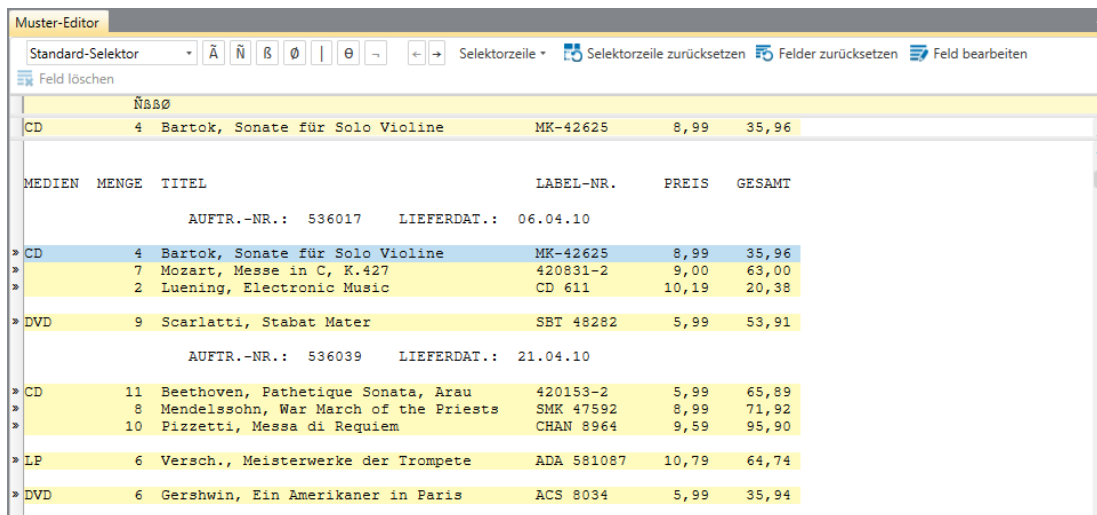 Muster-Editor
Standard-Selektor Ã Ñ ß Ø | Ɵ ¬ ← → Selektorzeile Selektorzeile zurücksetzen Felder zurücksetzen Feld bearbeiten
Feld löschen
ÑßßØ
CD 4 Bartok, Sonate für Solo Violine MK-42625 8,99 35,96
MEDIEN MENGE TITEL LABEL-NR. PREIS GESAMT
AUFTR.-NR.: 536017 LIEFERDAT.: 06.04.10
» CD 4 Bartok, Sonate für Solo Violine MK-42625 8,99 35,96
» 7 Mozart, Messe in C, K.427 420831-2 9,00 63,00
» 2 Luening, Electronic Music CD 611 10,19 20,38
» DVD 9 Scarlatti, Stabat Mater SBT 48282 5,99 53,91
AUFTR.-NR.: 536039 LIEFERDAT.: 21.04.10
» CD 11 Beethoven, Pathetique Sonata, Arau 420153-2 5,99 65,89
» 8 Mendelssohn, War March of the Priests SMK 47592 8,99 71,92
» 10 Pizzetti, Messa di Requiem CHAN 8964 9,59 95,90
» LP 6 Versch., Meisterwerke der Trompete ADA 581087 10,79 64,74
» DVD 6 Gershwin, Ein Amerikaner in Paris ACS 8034 5,99 35,94